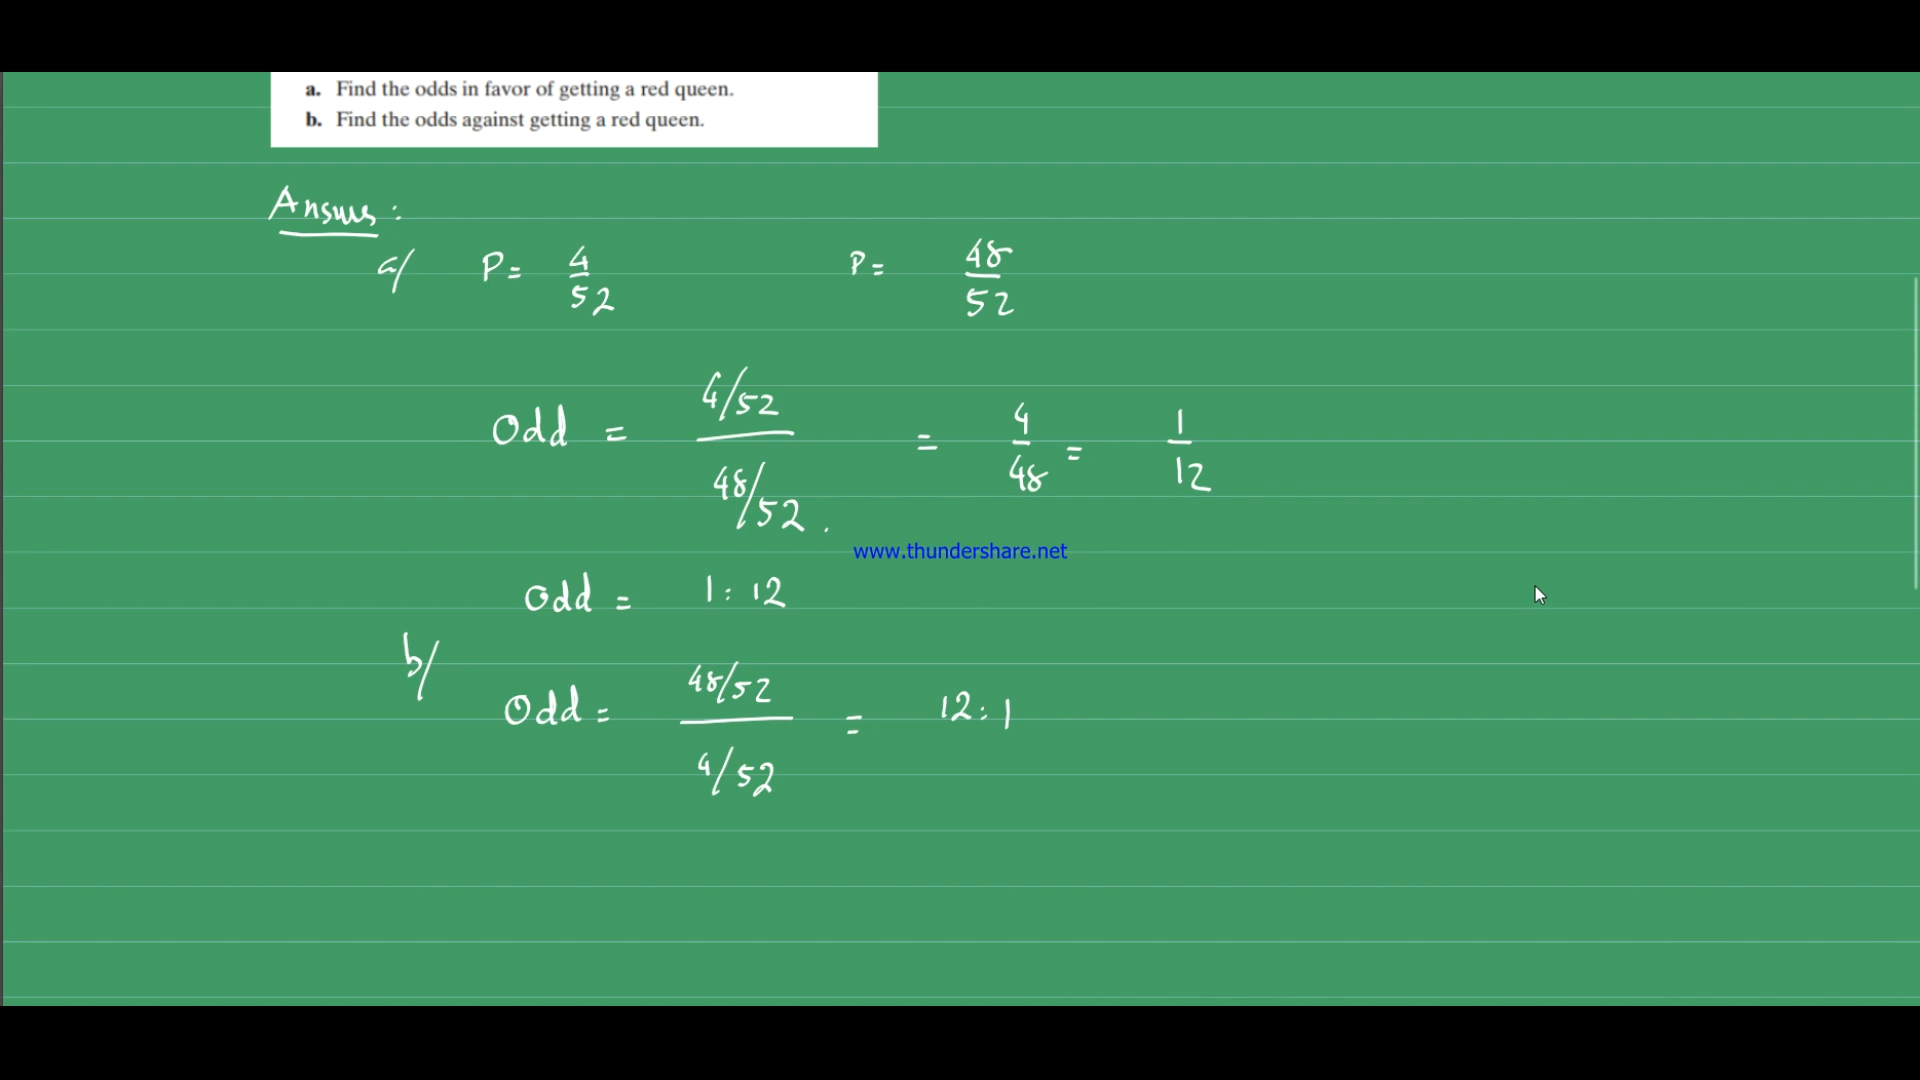 a. Find the odds in favor of getting a red queen.
b. Find the odds against getting a red queen.
Answs :
a/ P = 4/52 P = 48/52
Odd = 4/52 / 48/52 . = 4/48 = 1/12
www.thundershare.net
Odd = 1 : 12
b/
Odd = 48/52 / 4/52 = 12 : 1